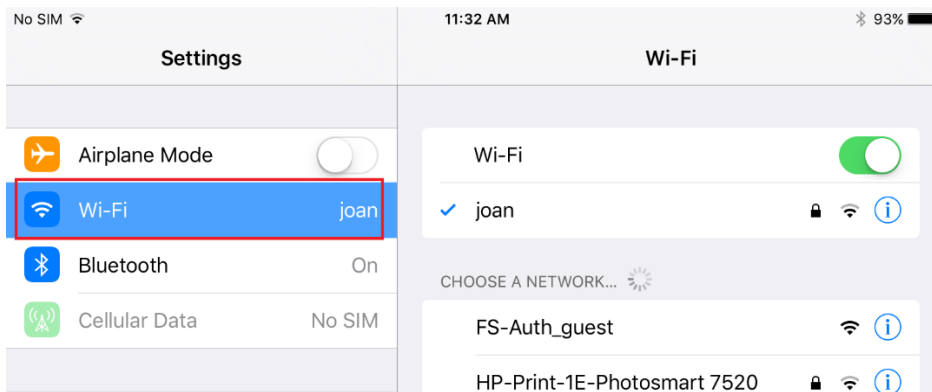 No SIM
11:32 AM
93%
Settings
Wi-Fi
Airplane Mode
Wi-Fi joan
Bluetooth On
Cellular Data No SIM
Wi-Fi
joan
CHOOSE A NETWORK...
FS-Auth_guest
HP-Print-1E-Photosmart 7520